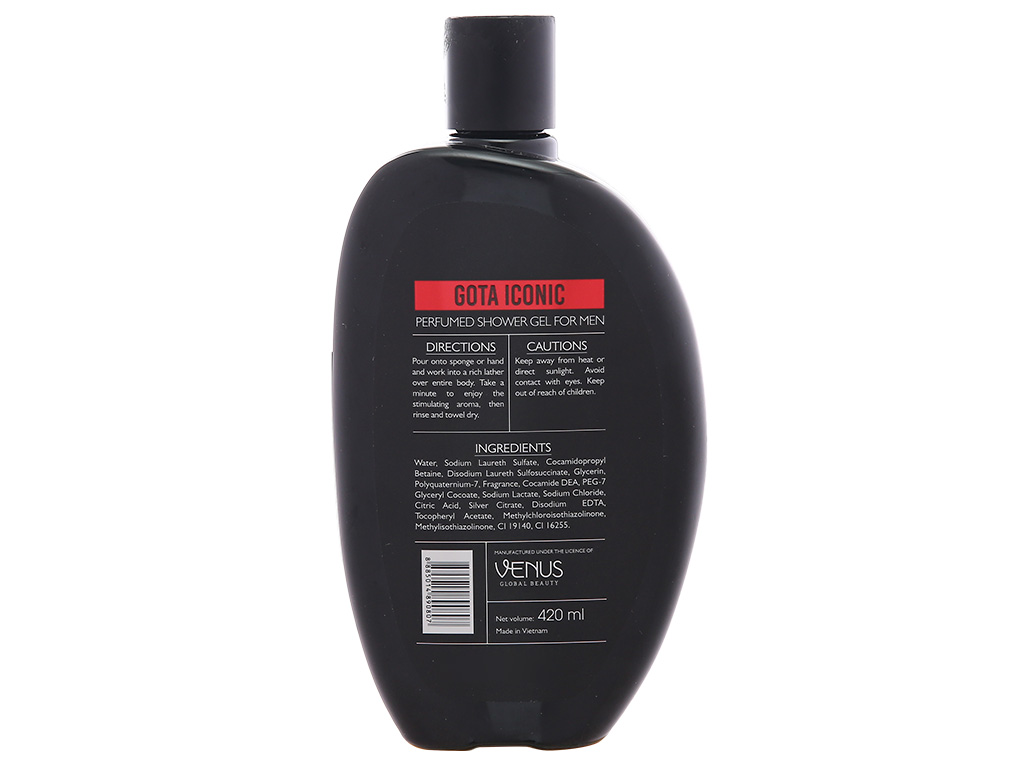 GOTA ICONIC
PERFUMED SHOWER GEL FOR MEN
DIRECTIONS
Pour onto sponge or hand
and work into a rich lather
over entire body. Take a
minute to enjoy the
stimulating aroma, then
rinse and towel dry.
CAUTIONS
Keep away from heat or
direct sunlight. Avoid
contact with eyes. Keep
out of reach of children.
INGREDIENTS
Water, Sodium Laureth Sulfate, Cocamidopropyl
Betaine, Disodium Laureth Sulfosuccinate, Glycerin,
Polyquaternium-7, Fragrance, Cocamide DEA, PEG-7
Glyceryl Cocoate, Sodium Lactate, Sodium Chloride,
Citric Acid, Silver Citrate, Disodium EDTA,
Tocopheryl Acetate, Methylchloroisothiazolinone,
Methylisothiazolinone, CI 19140, CI 16255.
8885014890807
MANUFACTURED UNDER THE LICENCE OF
VENUS
GLOBAL BEAUTY
Net volume: 420 ml
Made in Vietnam